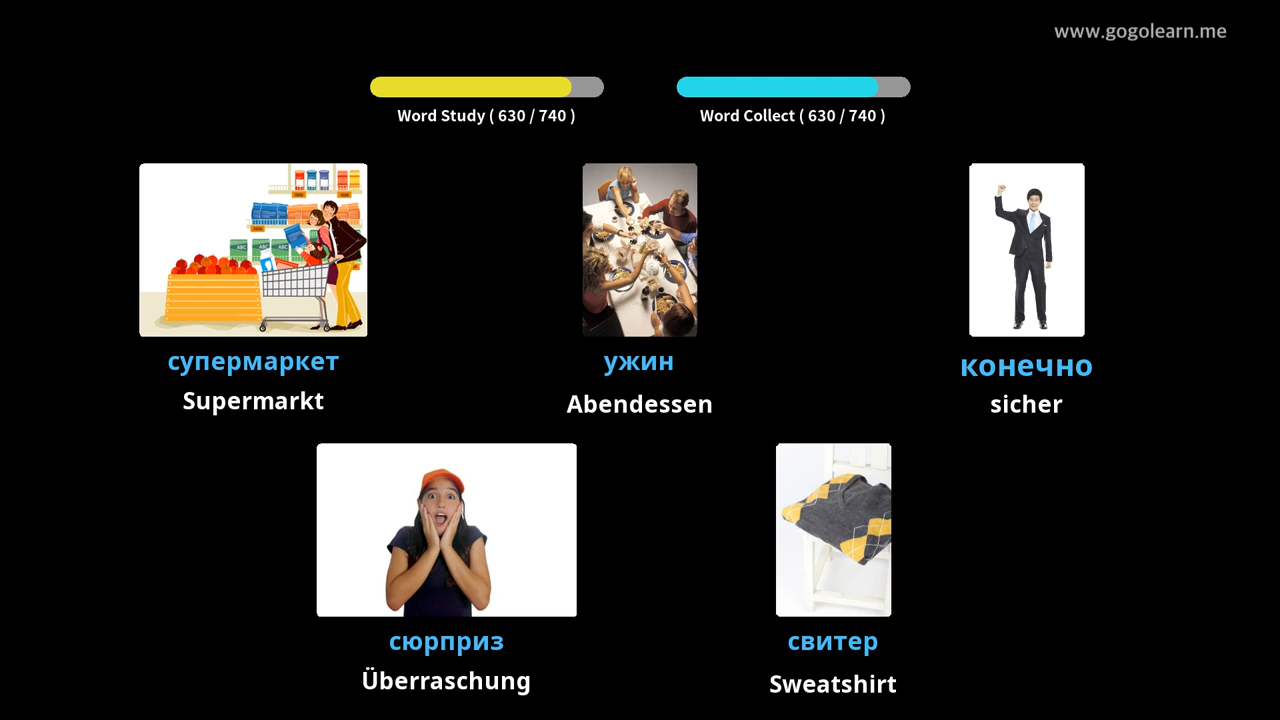 www.gogolearn.me
Word Study ( 630 / 740 )
Word Collect ( 630 / 740 )
супермаркет
Supermarkt
ужин
Abendessen
конечно
sicher
сюрприз
Überraschung
свитер
Sweatshirt